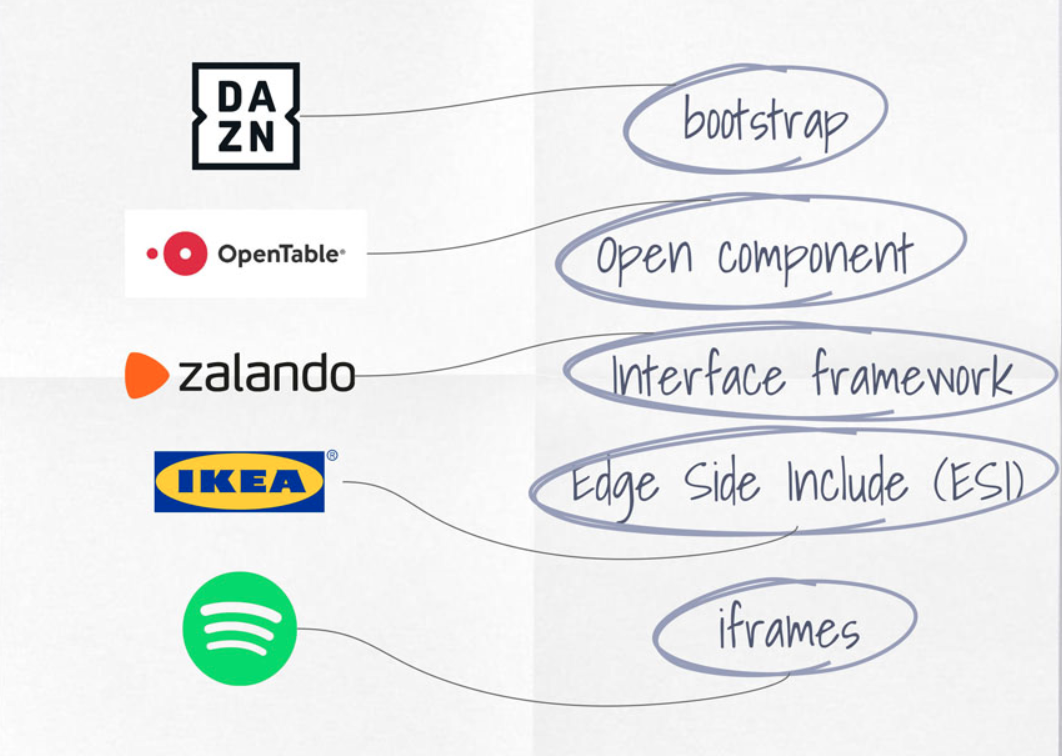 DA
ZN
bootstrap
OpenTable®
Open component
zalando
Interface framework
IKEA®
Edge Side Include (ESI)
iframes